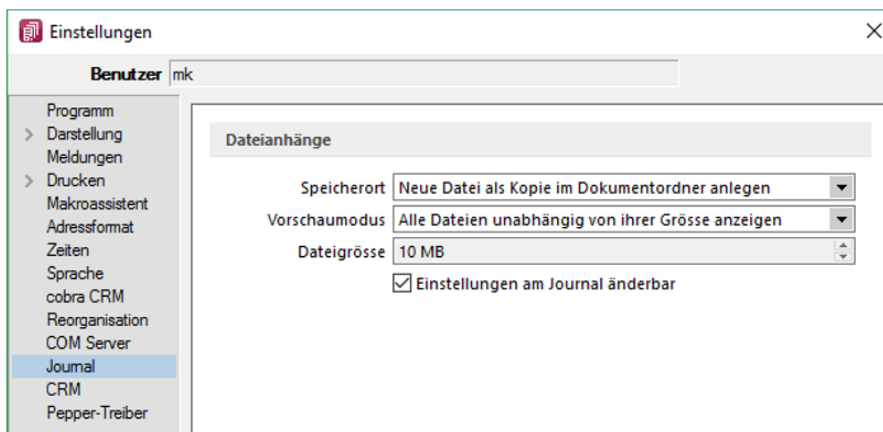 Einstellungen
Benutzer mk
Programm
Darstellung
Meldungen
Drucken
Makroassistent
Adressformat
Zeiten
Sprache
cobra CRM
Reorganisation
COM Server
Journal
CRM
Pepper-Treiber
Dateianhänge
Speicherort Neue Datei als Kopie im Dokumentordner anlegen
Vorschaumodus Alle Dateien unabhängig von ihrer Grösse anzeigen
Dateigrösse 10 MB
Einstellungen am Journal änderbar